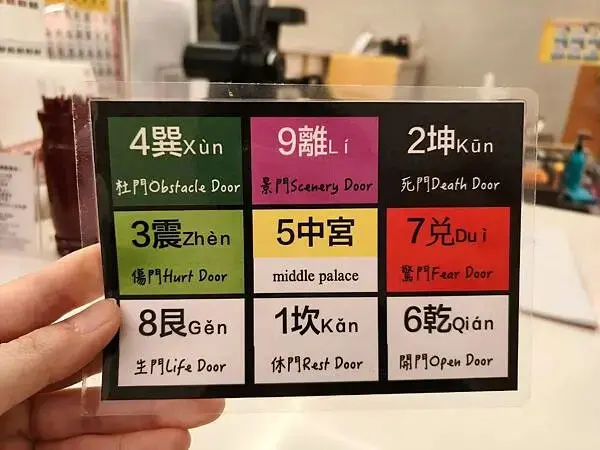 4巽Xùn
杜門Obstacle Door
9離Lí
景門Scenery Door
2坤Kūn
死門Death Door
3震Zhèn
傷門Hurt Door
5中宮
middle palace
7兑Duì
驚門Fear Door
8艮Gěn
生門Life Door
1坎Kǎn
休門Rest Door
6乾Qián
開門Open Door